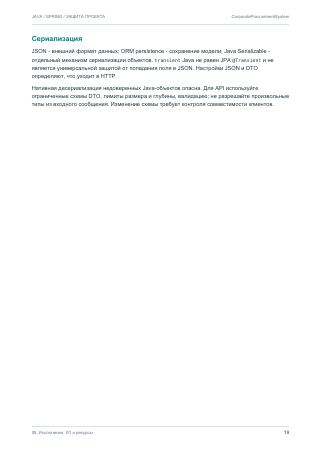 JAVA / SPRING / ЗАЩИТА ПРОЕКТА
CorporateProcurementSystem
Сериализация
JSON - внешний формат данных; ORM persistence - сохранение модели; Java Serializable -
отдельный механизм сериализации объектов. transient Java не равен JPA @Transient и не
является универсальной защитой от попадания поля в JSON. Настройки JSON и DTO
определяют, что уходит в HTTP.
Нативная десериализация недоверенных Java-объектов опасна. Для API используйте
ограниченные схемы DTO, лимиты размера и глубины, валидацию; не разрешайте произвольные
типы из входного сообщения. Изменение схемы требует контроля совместимости клиентов.
I/O и ресурсы
19